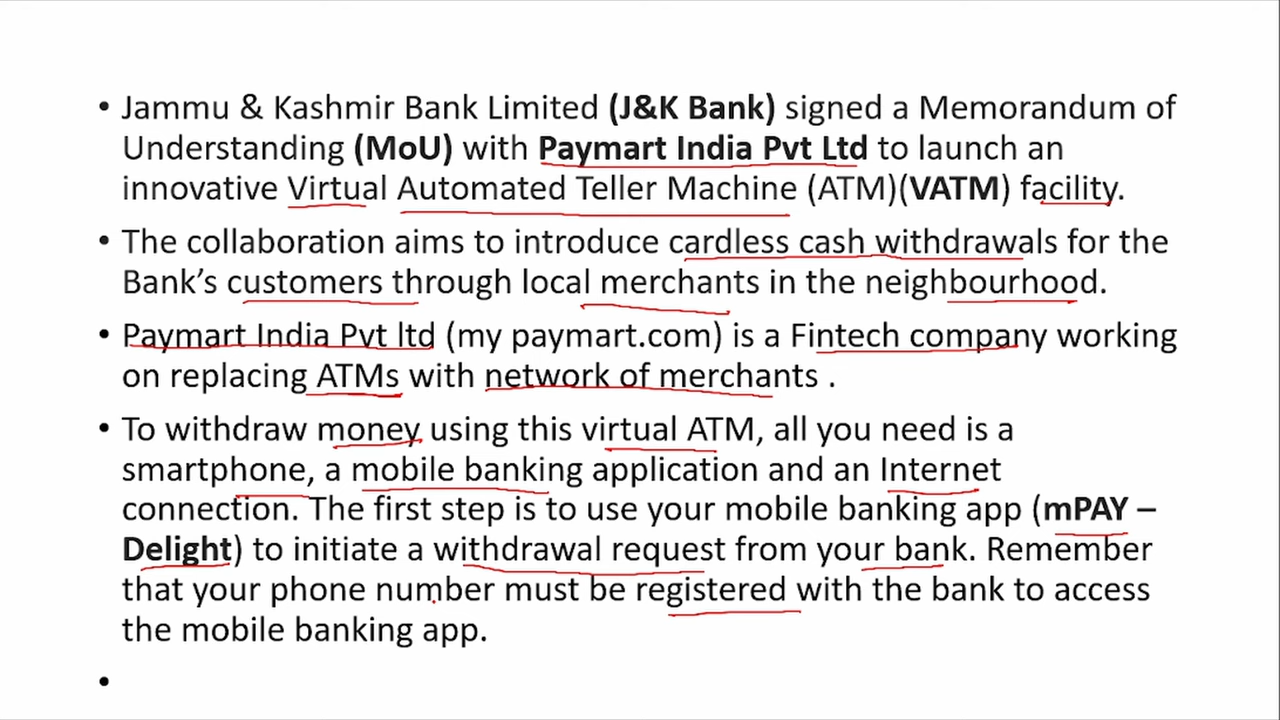 • Jammu & Kashmir Bank Limited (J&K Bank) signed a Memorandum of
Understanding (MoU) with Paymart India Pvt Ltd to launch an
innovative Virtual Automated Teller Machine (ATM)(VATM) facility.
• The collaboration aims to introduce cardless cash withdrawals for the
Bank’s customers through local merchants in the neighbourhood.
• Paymart India Pvt ltd (my paymart.com) is a Fintech company working
on replacing ATMs with network of merchants .
• To withdraw money using this virtual ATM, all you need is a
smartphone, a mobile banking application and an Internet
connection. The first step is to use your mobile banking app (mPAY –
Delight) to initiate a withdrawal request from your bank. Remember
that your phone number must be registered with the bank to access
the mobile banking app.
•